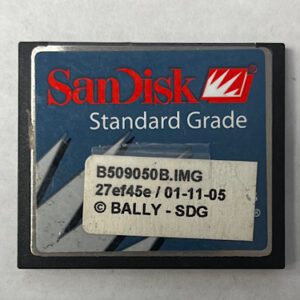 SanDisk
Standard Grade
B509050B.IMG
27ef45e / 01-11-05
© BALLY - SDG